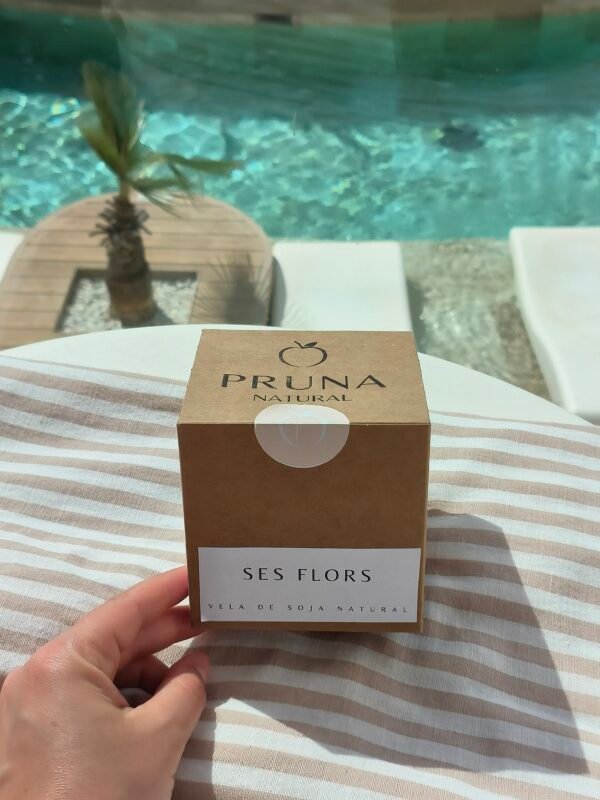 PRUNA
NATURAL
SES FLORS
VELA DE SOJA NATURAL